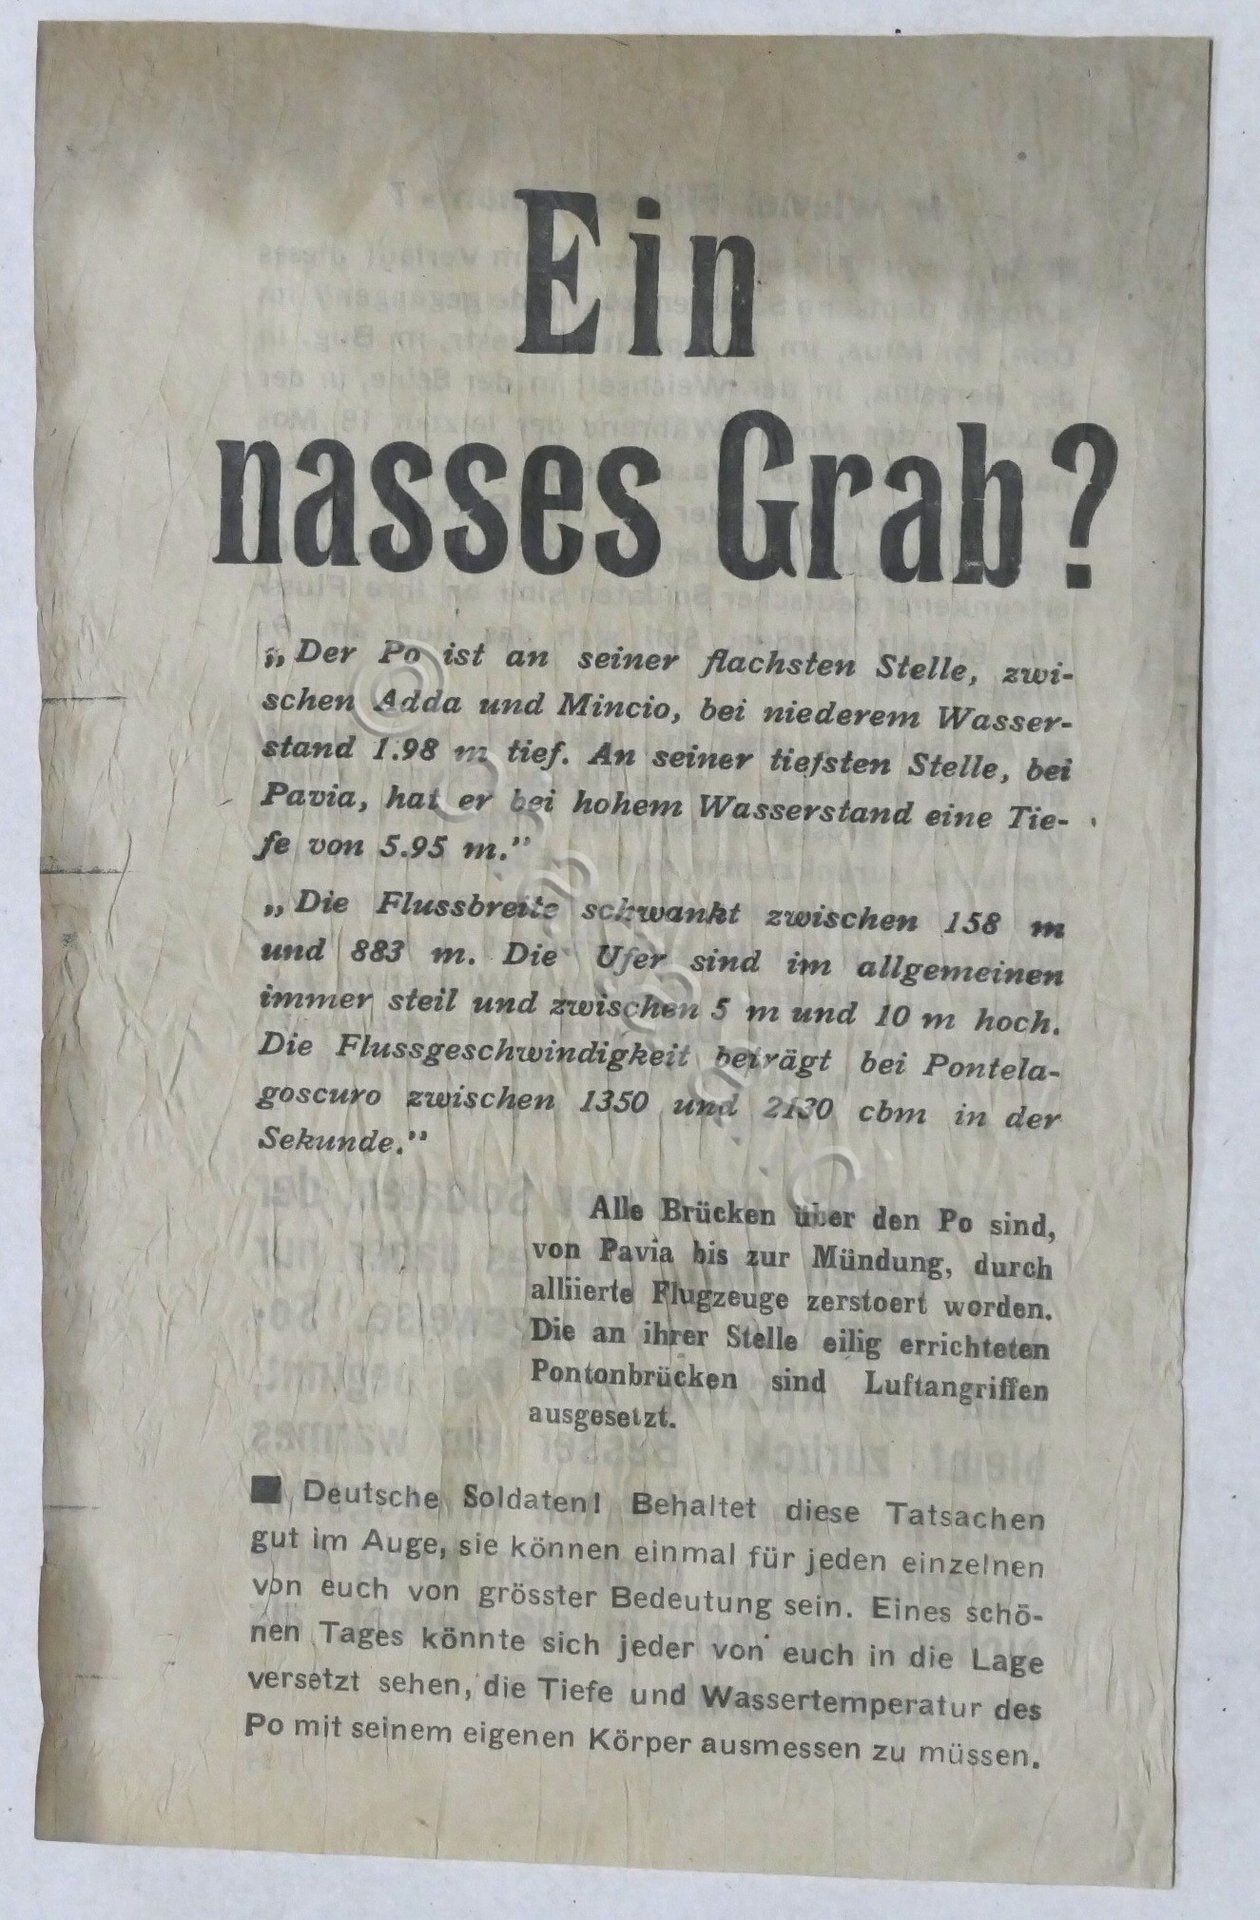 Ein
nasses Grab?
„Der Po ist an seiner flachsten Stelle, zwi-
schen Adda und Mincio, bei niederem Wasser-
stand 1.98 m tief. An seiner tiefsten Stelle, bei
Pavia, hat er bei hohem Wasserstand eine Tie-
fe von 5.95 m.”
„Die Flussbreite schwankt zwischen 158 m
und 883 m. Die Ufer sind im allgemeinen
immer steil und zwischen 5 m und 10 m hoch.
Die Flussgeschwindigkeit beträgt bei Pontela-
goscuro zwischen 1350 und 2130 cbm in der
Sekunde.”
Alle Brücken über den Po sind,
von Pavia bis zur Mündung, durch
alliierte Flugzeuge zerstoert worden.
Die an ihrer Stelle eilig errichteten
Pontonbrücken sind Luftangriffen
ausgesetzt.
■ Deutsche Soldaten! Behaltet diese Tatsachen
gut im Auge, sie können einmal für jeden einzelnen
von euch von grösster Bedeutung sein. Eines schö-
nen Tages könnte sich jeder von euch in die Lage
versetzt sehen, die Tiefe und Wassertemperatur des
Po mit seinem eigenen Körper ausmessen zu müssen.